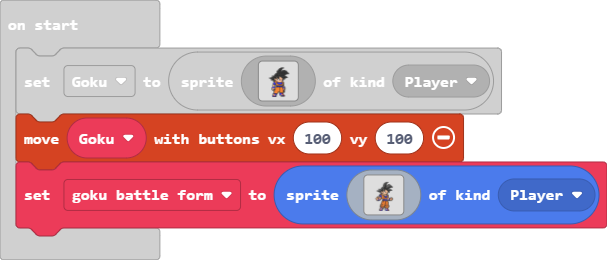 on start
set Goku to sprite of kind Player
move Goku with buttons vx 100 vy 100
set goku battle form to sprite of kind Player